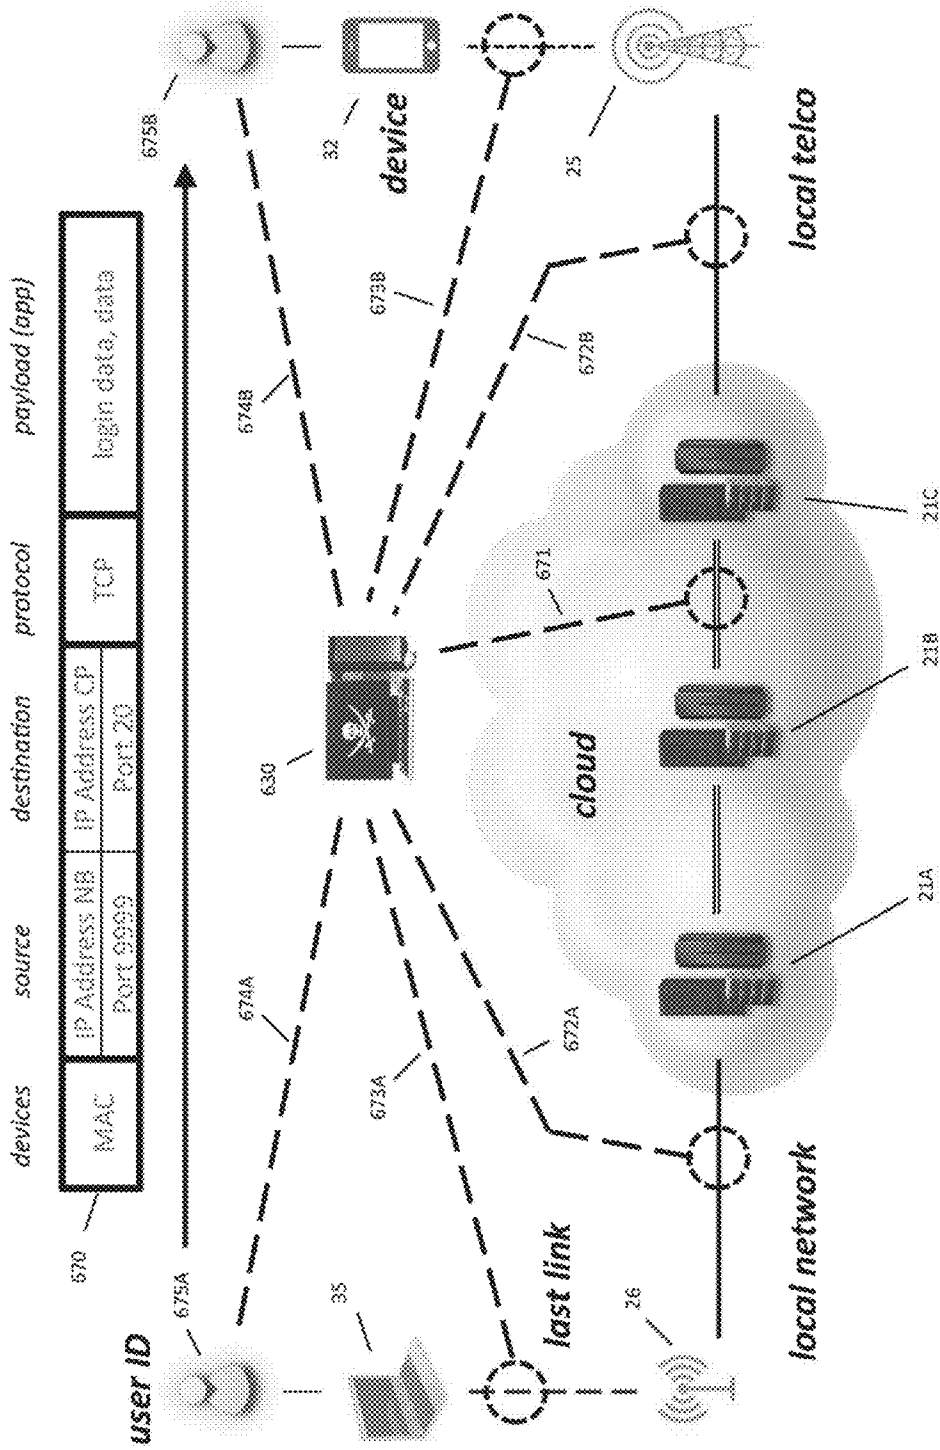 devices source destination protocol payload (app)
670
MAC
IP Address NB
Port 9999
IP Address CP
Port 20
TCP
login data, data
user ID
675A
675B
674A
630
674B
35
32
device
673A
673B
last link
672A
672B
671
26
25
cloud
local network
local telco
21A
21B
21C